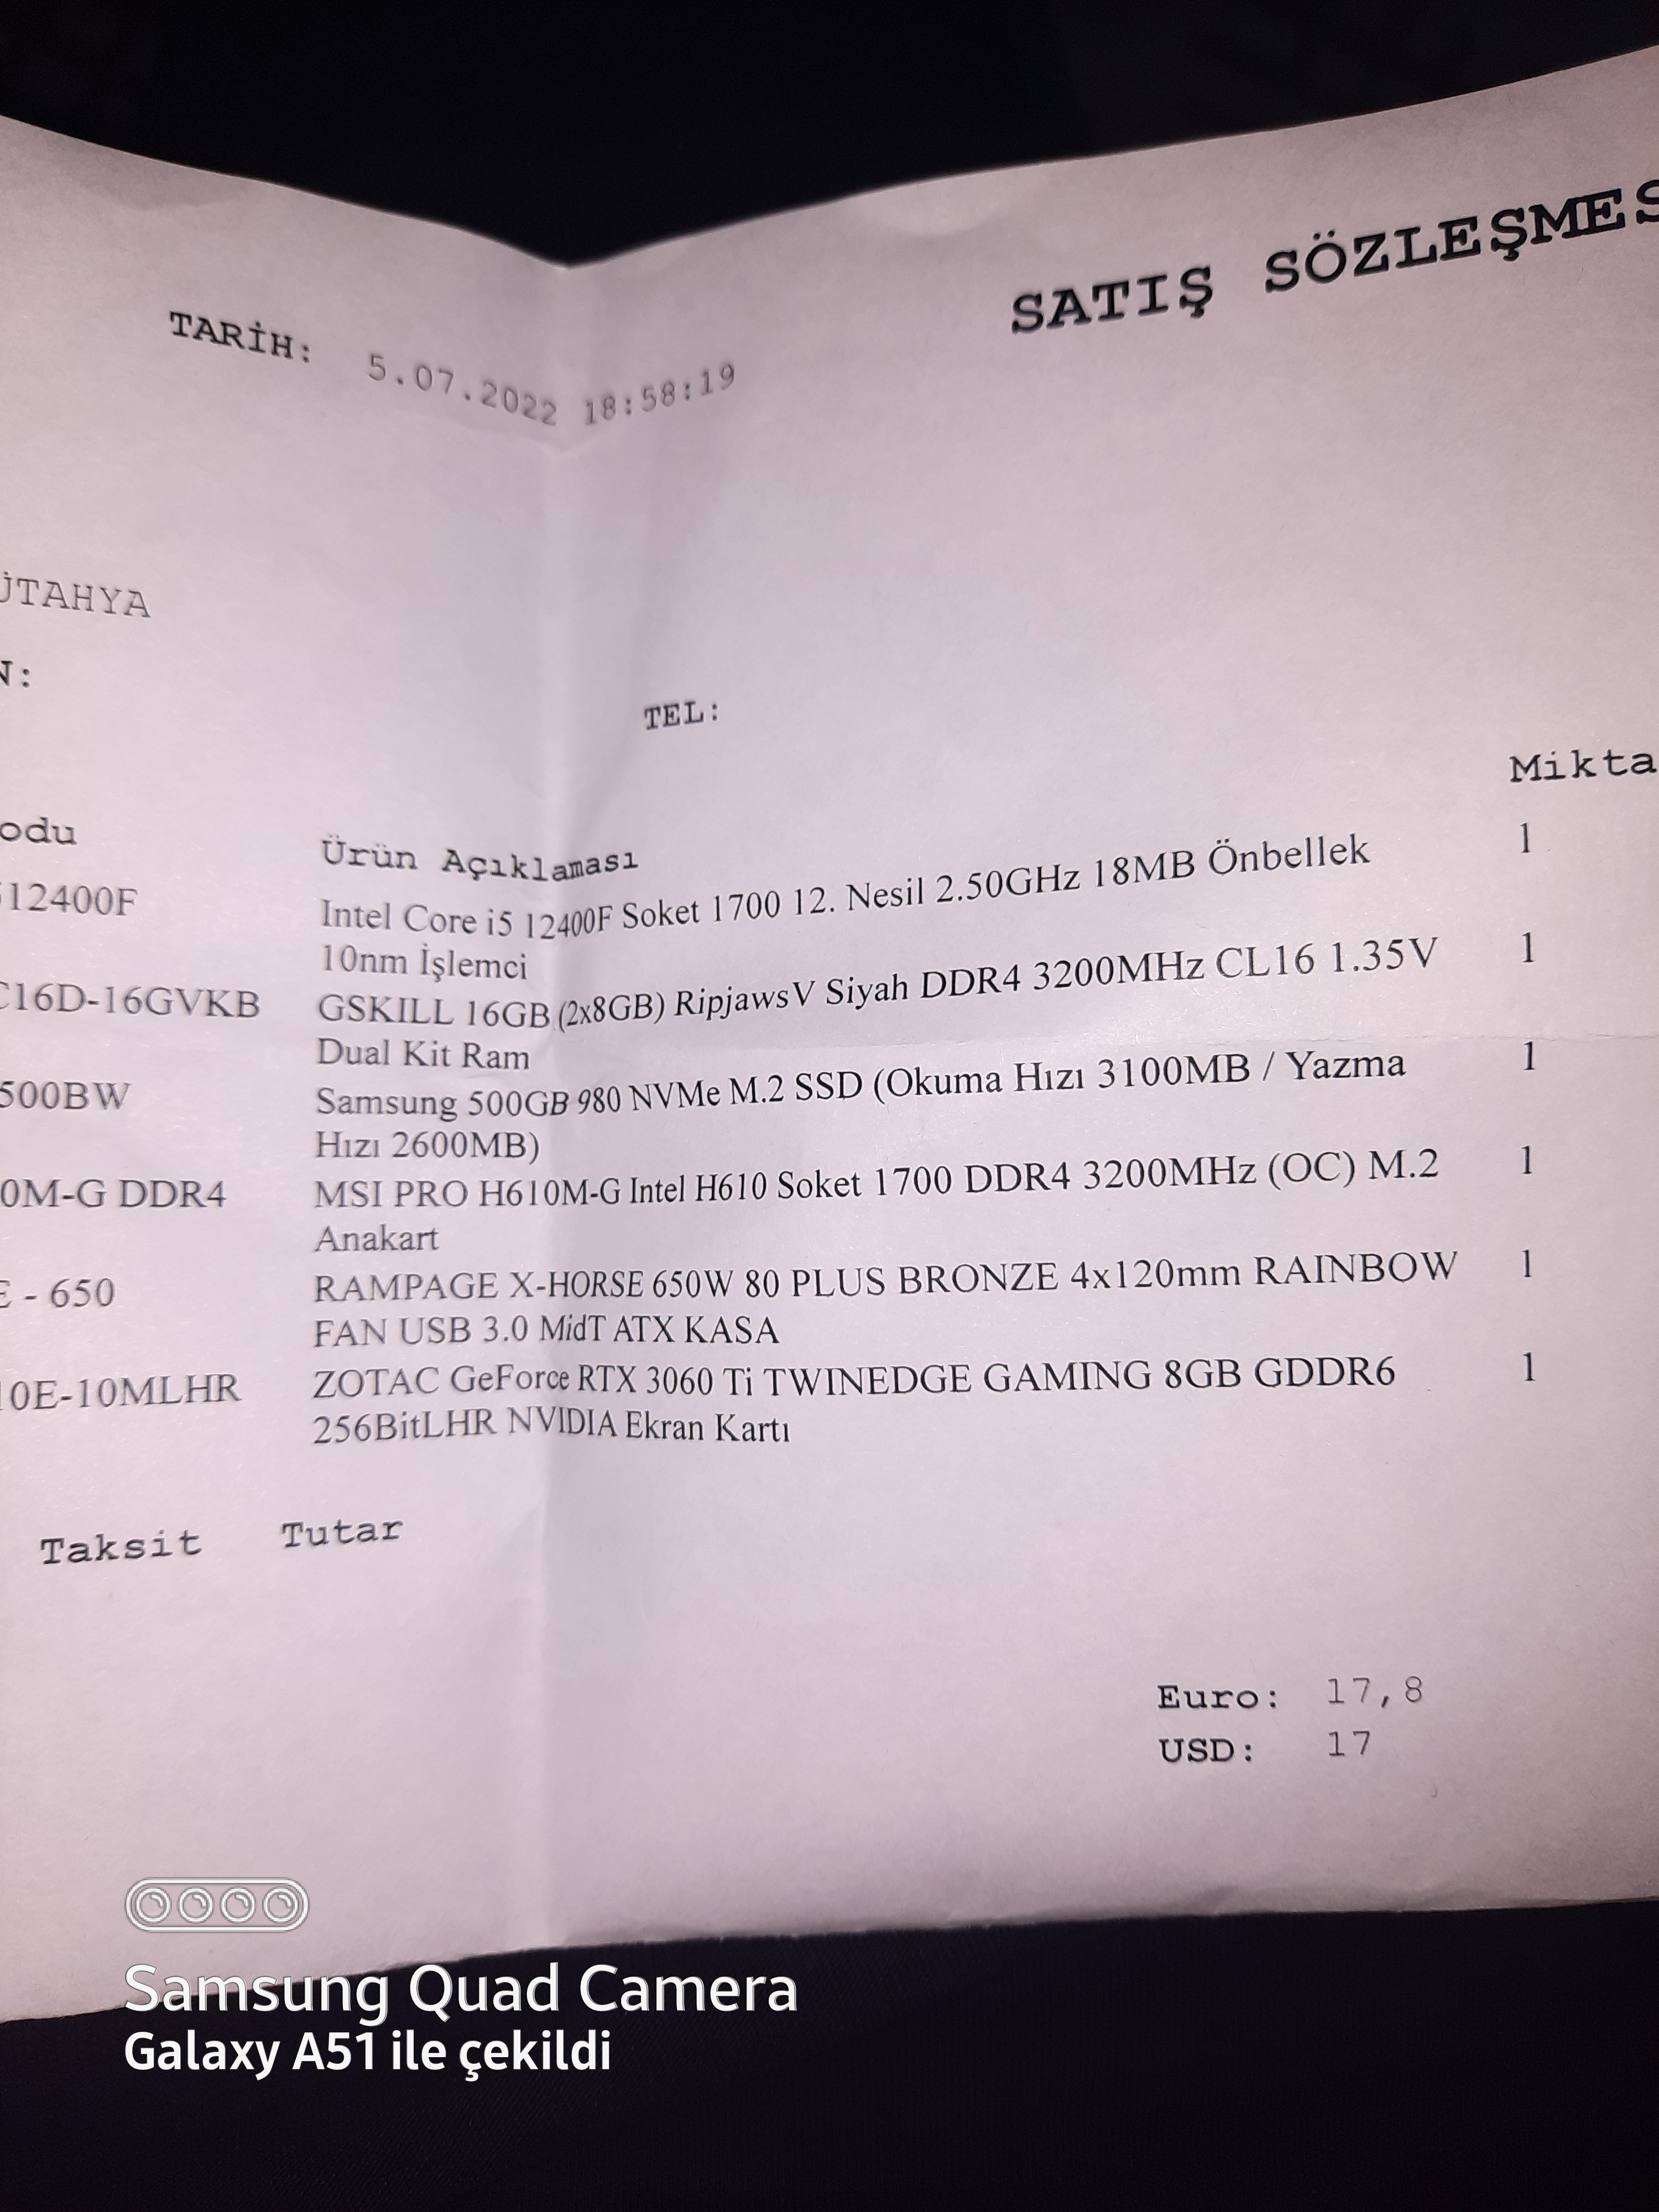 SATIŞ SÖZLEŞMES
TARİH: 5.07.2022 18:58:19
ÜTAHYA
N:
TEL:
odu Ürün Açıklaması Mikta
12400F Intel Core i5 12400F Soket 1700 12. Nesil 2.50GHz 18MB Önbellek 1
10nm İşlemci
C16D-16GVKB GSKILL 16GB (2x8GB) RipjawsV Siyah DDR4 3200MHz CL16 1.35V 1
Dual Kit Ram
500BW Samsung 500GB 980 NVMe M.2 SSD (Okuma Hızı 3100MB / Yazma 1
Hızı 2600MB)
0M-G DDR4 MSI PRO H610M-G Intel H610 Soket 1700 DDR4 3200MHz (OC) M.2 1
Anakart
E - 650 RAMPAGE X-HORSE 650W 80 PLUS BRONZE 4x120mm RAINBOW 1
FAN USB 3.0 MidT ATX KASA
10E-10MLHR ZOTAC GeForce RTX 3060 Ti TWINEDGE GAMING 8GB GDDR6 1
256BitLHR NVIDIA Ekran Kartı
Taksit Tutar
Euro: 17,8
USD: 17
Samsung Quad Camera
Galaxy A51 ile çekildi